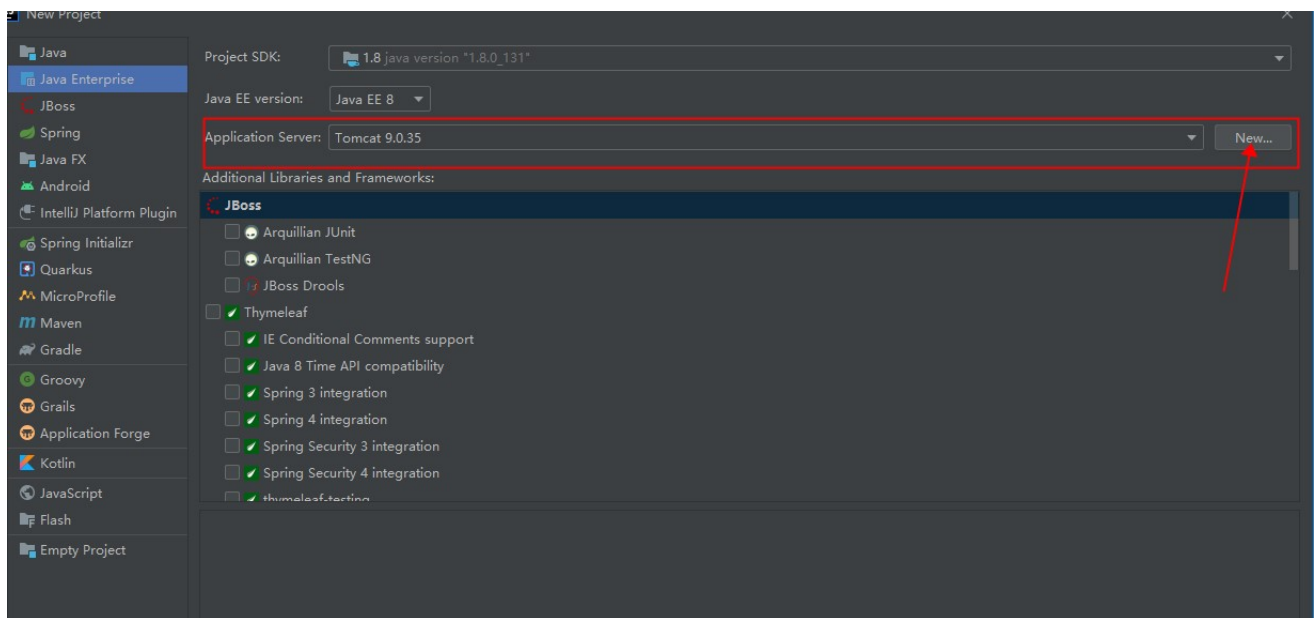 New Project
Java
Java Enterprise
JBoss
Spring
Java FX
Android
IntelliJ Platform Plugin
Spring Initializr
Quarkus
MicroProfile
Maven
Gradle
Groovy
Grails
Application Forge
Kotlin
JavaScript
Flash
Empty Project
Project SDK: 1.8 java version "1.8.0_131"
Java EE version: Java EE 8
Application Server: Tomcat 9.0.35 New...
Additional Libraries and Frameworks:
JBoss
Arquillian JUnit
Arquillian TestNG
JBoss Drools
Thymeleaf
IE Conditional Comments support
Java 8 Time API compatibility
Spring 3 integration
Spring 4 integration
Spring Security 3 integration
Spring Security 4 integration
thymeleaf-testing